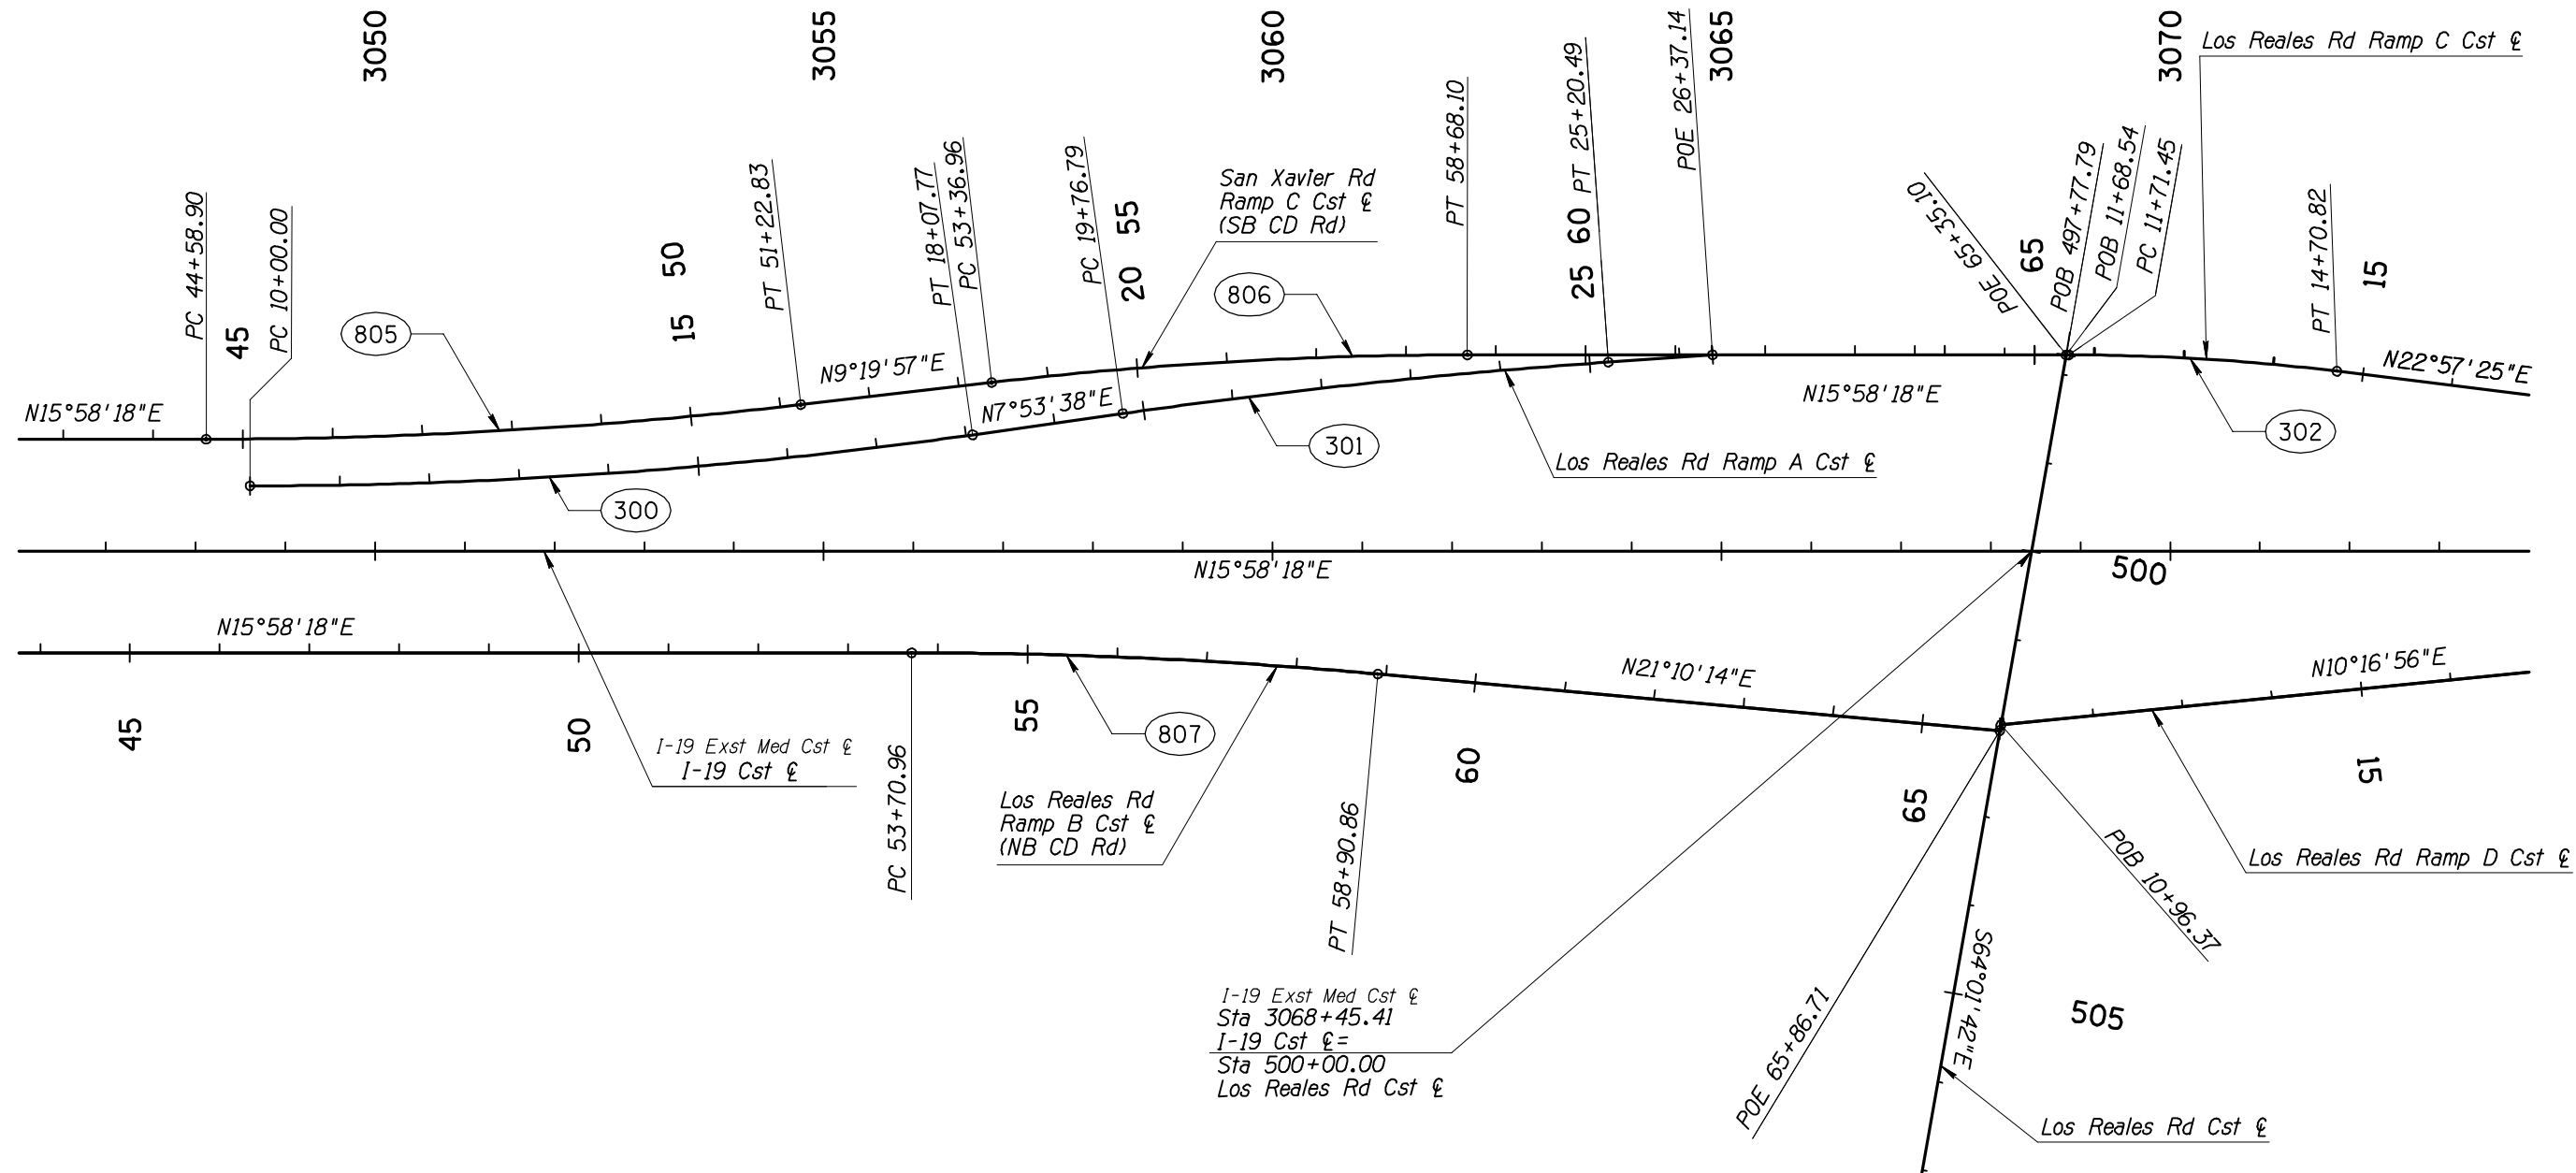 3050
3055
3060
3065
3070
Los Reales Rd Ramp C Cst ℄
PC 44+58.90
PC 10+00.00
PT 51+22.83
PT 18+07.77
PC 53+36.96
PC 19+76.79
San Xavier Rd
Ramp C Cst ℄
(SB CD Rd)
PT 58+68.10
PT 25+20.49
POE 26+37.14
POE 65+35.10
POB 497+77.79
POB 11+68.54
PC 11+71.45
PT 14+70.82
45
805
15
50
20
55
806
25
60
65
15
N15°58'18"E
N9°19'57"E
N7°53'38"E
N15°58'18"E
N22°57'25"E
300
301
302
Los Reales Rd Ramp A Cst ℄
N15°58'18"E
500
N15°58'18"E
N21°10'14"E
N10°16'56"E
45
50
55
60
65
15
I-19 Exst Med Cst ℄
I-19 Cst ℄
PC 53+70.96
807
Los Reales Rd
Ramp B Cst ℄
(NB CD Rd)
PT 58+90.86
POB 10+96.37
Los Reales Rd Ramp D Cst ℄
I-19 Exst Med Cst ℄
Sta 3068+45.41
I-19 Cst ℄=
Sta 500+00.00
Los Reales Rd Cst ℄
POE 65+86.71
S64°01'42"E
505
Los Reales Rd Cst ℄